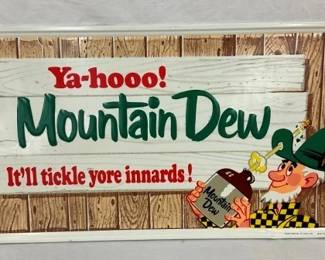 Ya-hooo!
Mountain Dew
It'll tickle yore innards!
Mountain
Dew